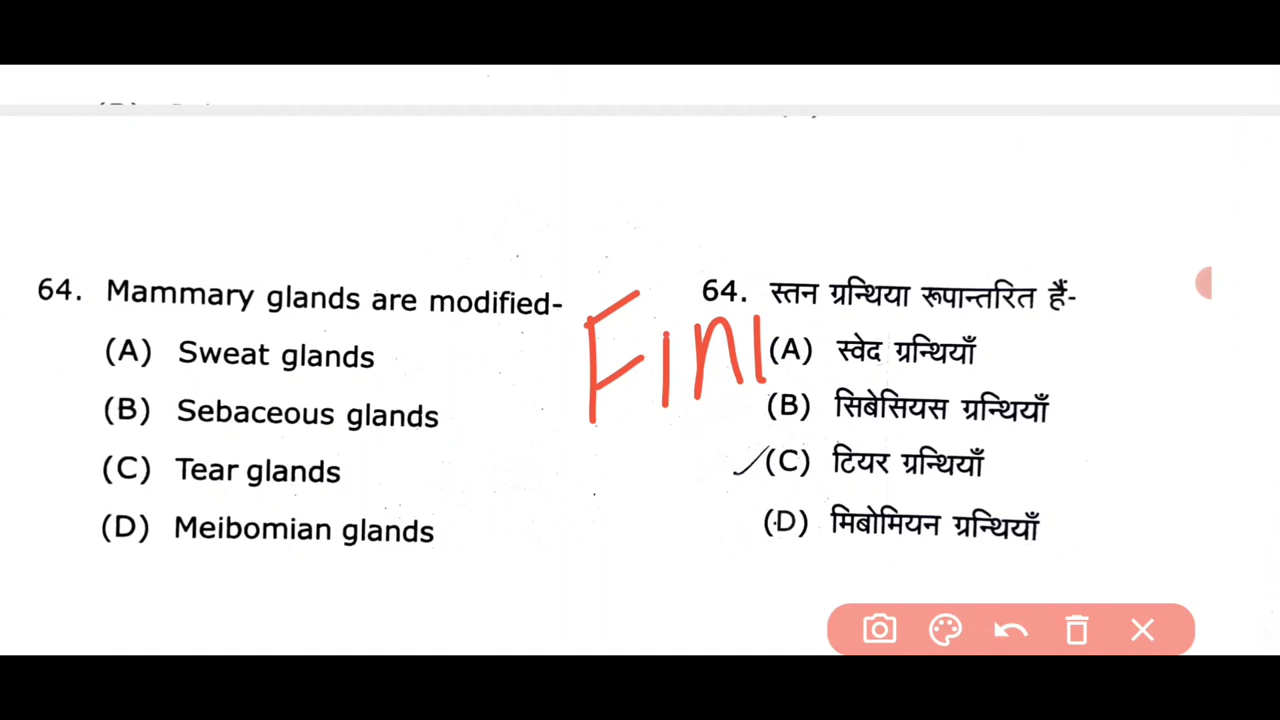 64. Mammary glands are modified-
(A) Sweat glands
(B) Sebaceous glands
(C) Tear glands
(D) Meibomian glands
Fini
64. स्तन ग्रन्थिया रूपान्तरित हैं-
(A) स्वेद ग्रन्थियाँ
(B) सिबेसियस ग्रन्थियाँ
(C) टियर ग्रन्थियाँ
(D) मिबोमियन ग्रन्थियाँ